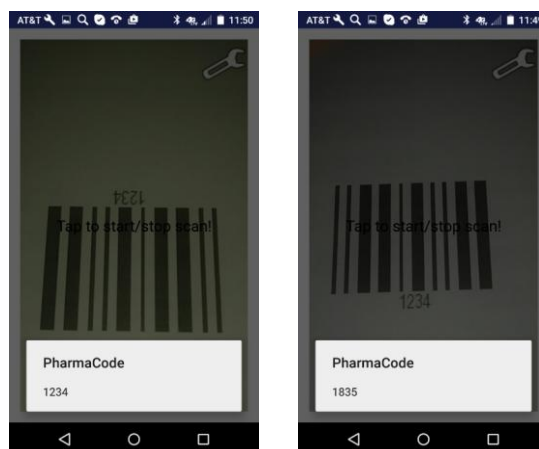 AT&T 11:50
1234
Tap to start/stop scan!
PharmaCode
1234
AT&T 11:49
Tap to start/stop scan!
1234
PharmaCode
1835